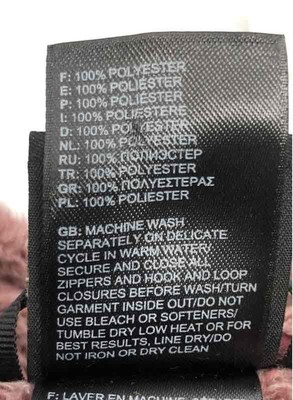 F: 100% POLYESTER
E: 100% POLYESTER
P: 100% POLYESTER
I: 100% POLIESTERE
D: 100% POLYESTER
NL: 100% POLYESTER
RU: 100% ПОЛИЭСТЕР
TR: 100% POLYESTER
GR: 100% ΠΟΛΥΕΣΤΕΡΑΣ
PL: 100% POLIESTER
GB: MACHINE WASH
SEPARATELY ON DELICATE
CYCLE IN WARM WATER/
SECURE AND CLOSE ALL
ZIPPERS AND HOOK AND LOOP
CLOSURES BEFORE WASH/TURN
GARMENT INSIDE OUT/DO NOT
USE BLEACH OR SOFTENERS/
TUMBLE DRY LOW HEAT OR FOR
BEST RESULTS, LINE DRY/DO
NOT IRON OR DRY CLEAN
F: LAVER EN MACHINE